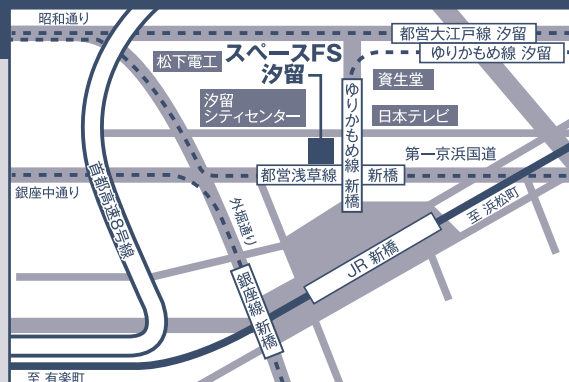 昭和通り
都営大江戸線 汐留
ゆりかもめ線 汐留
松下電工
スペースFS
汐留
資生堂
汐留
シティセンター
日本テレビ
ゆりかもめ線 新橋
第一京浜国道
都営浅草線
新橋
銀座中通り
首都高速8号線
外堀通り
至 浜松町
JR 新橋
銀座線 新橋
至 有楽町